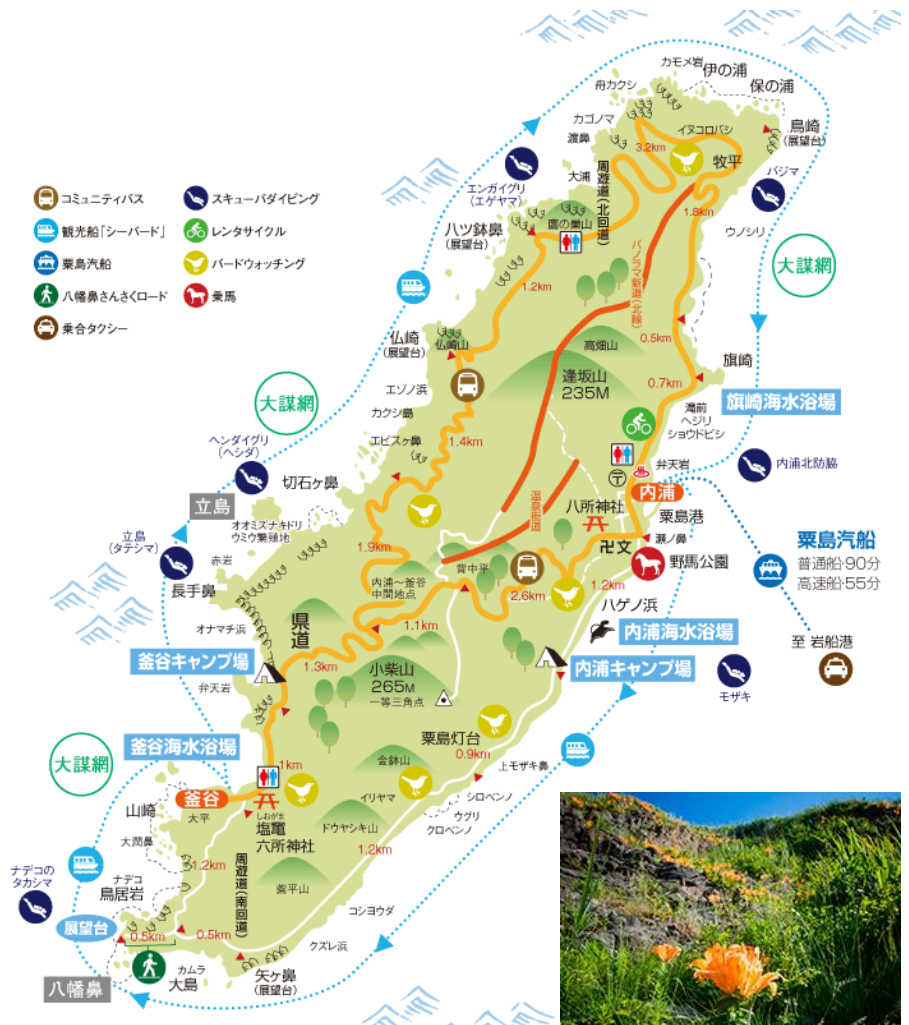 コミュニティバス
スキューバダイビング
観光船「シーバード」
レンタサイクル
粟島汽船
バードウォッチング
八幡鼻さんさくロード
乗馬
乗合タクシー
カモメ岩
伊の浦
保の浦
舟カクシ
カゴノマ
渡鼻
イヌコロバシ
鳥崎
(展望台)
3.2km
牧平
大浦
エンガイグリ
(エゲヤマ)
周遊道(北回道)
バジマ
1.8km
ウノシリ
八ツ鉢鼻
(展望台)
鷹の巣山
パノラマ新道(北線)
大謀網
1.2km
仏崎
(展望台)
仏崎山
高畑山
0.5km
旗崎
エゾノ浜
逢坂山
235M
0.7km
旗崎海水浴場
大謀網
カクシ島
滝前
ヘジリ
ショウドビシ
エビスヶ鼻
1.4km
ヘンダイグリ
(ヘシダ)
切石ヶ鼻
弁天岩
内浦北防脇
立島
内浦
オオミズナキドリ
ウミウ繁殖地
温泉街道
八所神社
粟島港
立島
(タテシマ)
赤岩
1.9km
瀬ノ鼻
粟島汽船
普通船・90分
高速船・55分
卍文
野馬公園
背中平
長手鼻
内浦〜釜谷
中間地点
2.6km
1.2km
ハゲノ浜
オナマチ浜
県道
1.1km
内浦海水浴場
至 岩船港
釜谷キャンプ場
1.3km
小柴山
265M
一等三角点
内浦キャンプ場
弁天岩
モザキ
釜谷海水浴場
粟島灯台
0.9km
大謀網
1km
金鉢山
上モザキ鼻
釜谷
イリヤマ
シロベンノ
山崎
大平
しおがま
塩竈
六所神社
ドウヤシキ山
ウグリ
クロベンノ
大潤鼻
1.2km
1.2km
ナデコの
タカシマ
ナデコ
鳥居岩
周遊道(南回道)
紫平山
展望台
コシヨウダ
0.5km
0.5km
クズレ浜
カムラ
大島
矢ヶ鼻
(展望台)
八幡鼻